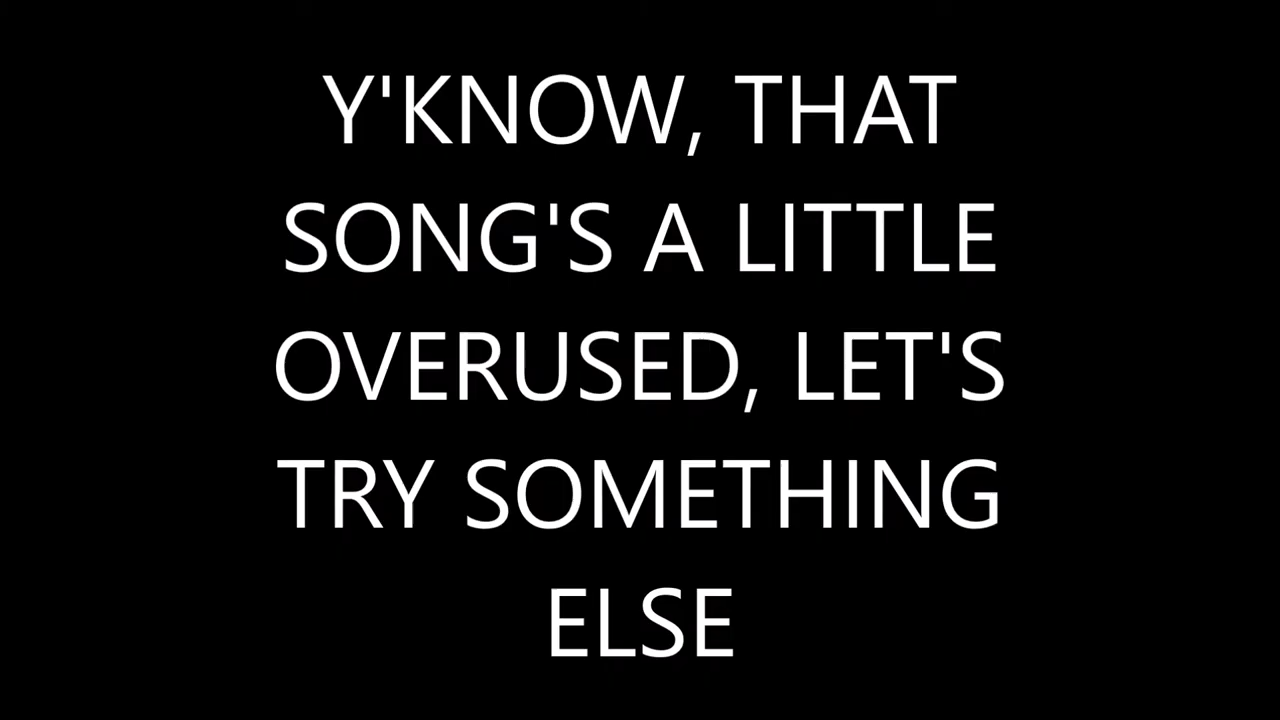 Y'KNOW, THAT
SONG'S A LITTLE
OVERUSED, LET'S
TRY SOMETHING
ELSE